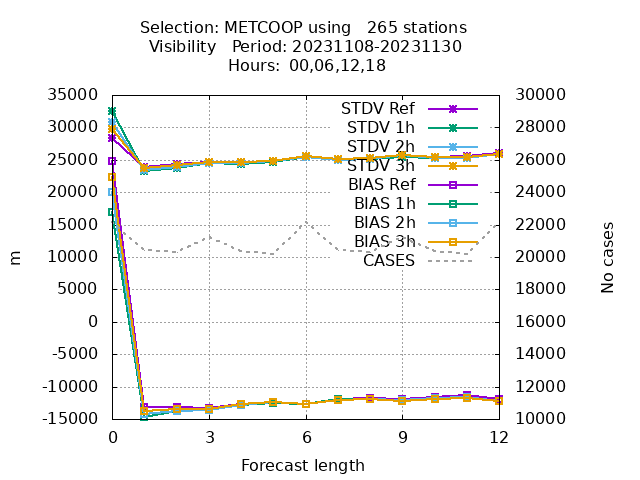 Selection: METCOOP using   265 stations
Visibility   Period: 20231108-20231130
Hours:  00,06,12,18
35000 30000
30000 28000
25000 26000
20000 24000
15000 22000
10000 20000
5000 18000
0 16000
-5000 14000
-10000 12000
-15000 10000
STDV Ref
STDV 1h
STDV 2h
STDV 3h
BIAS Ref
BIAS 1h
BIAS 2h
BIAS 3h
CASES
m
No cases
0 3 6 9 12
Forecast length